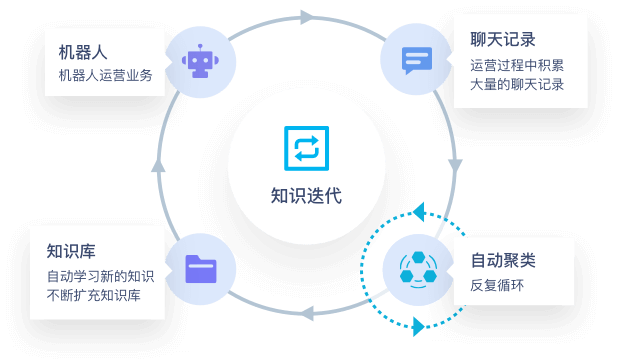 机器人
机器人运营业务
聊天记录
运营过程中积累
大量的聊天记录
知识迭代
知识库
自动学习新的知识
不断扩充知识库
自动聚类
反复循环